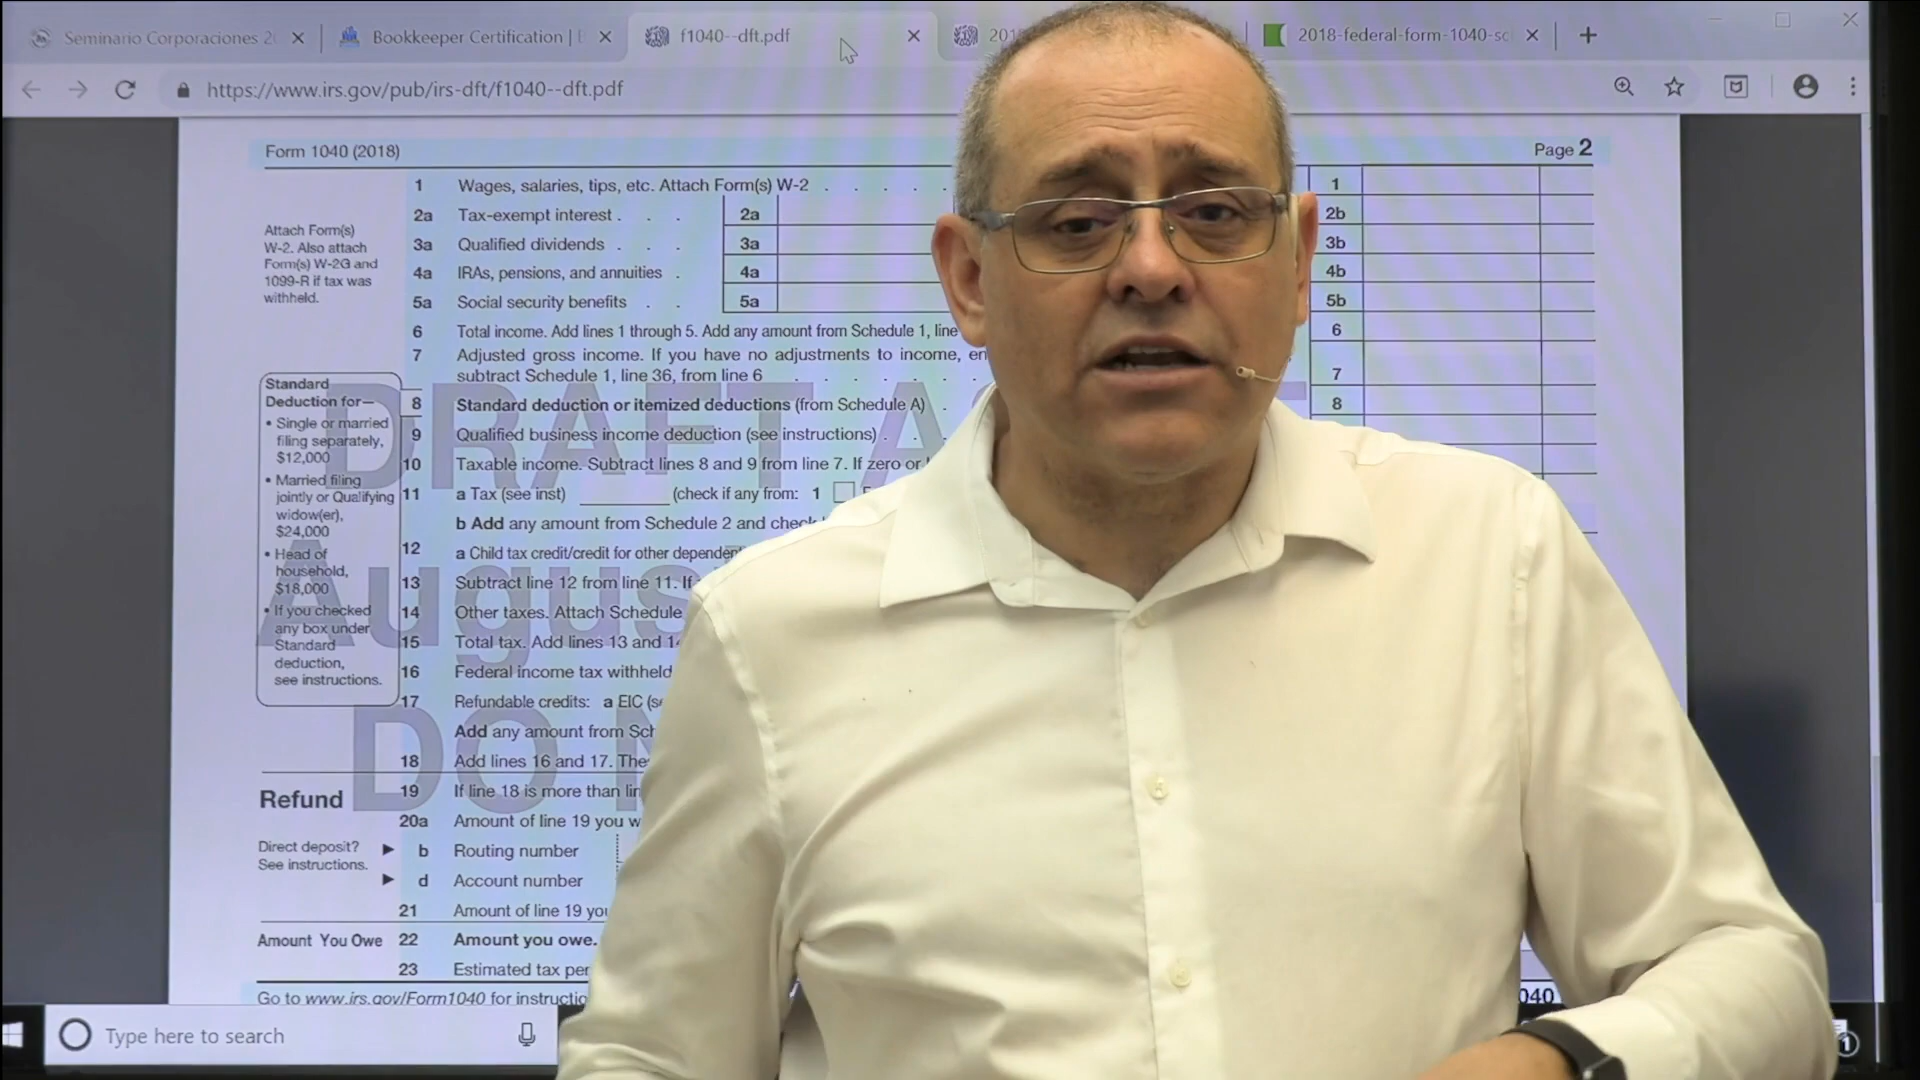 Seminario Corporaciones 2
Bookkeeper Certification |
f1040--dft.pdf
201
2018-federal-form-1040-sc
https://www.irs.gov/pub/irs-dft/f1040--dft.pdf
Form 1040 (2018)
Page 2
Attach Form(s)
W-2. Also attach
Form(s) W-2G and
1099-R if tax was
withheld.
1 Wages, salaries, tips, etc. Attach Form(s) W-2 . . . . . 1
2a Tax-exempt interest . . . 2a 2b
3a Qualified dividends . . . 3a 3b
4a IRAs, pensions, and annuities . 4a 4b
5a Social security benefits . . 5a 5b
6 Total income. Add lines 1 through 5. Add any amount from Schedule 1, line 6
7 Adjusted gross income. If you have no adjustments to income, en
subtract Schedule 1, line 36, from line 6 . . . . . . . 7
Standard
Deduction for—
• Single or married
filing separately,
$12,000
• Married filing
jointly or Qualifying
widow(er),
$24,000
• Head of
household,
$18,000
• If you checked
any box under
Standard
deduction,
see instructions.
8 Standard deduction or itemized deductions (from Schedule A) . 8
9 Qualified business income deduction (see instructions) . . .
10 Taxable income. Subtract lines 8 and 9 from line 7. If zero or
11 a Tax (see inst) (check if any from: 1
b Add any amount from Schedule 2 and check
12 a Child tax credit/credit for other dependen
13 Subtract line 12 from line 11. If
14 Other taxes. Attach Schedule
15 Total tax. Add lines 13 and 14
16 Federal income tax withheld
17 Refundable credits: a EIC (se
Add any amount from Sch
18 Add lines 16 and 17. The
Refund
19 If line 18 is more than lin
20a Amount of line 19 you w
Direct deposit?
See instructions.
▶ b Routing number
▶ d Account number
21 Amount of line 19 you
Amount You Owe 22 Amount you owe.
23 Estimated tax pen
Go to www.irs.gov/Form1040 for instructio
040
DRAFT A
Augus
DO N
Type here to search
1